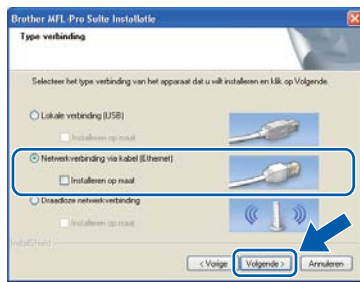 Brother MFL-Pro Suite Installatie
Type verbinding
Selecteer het type verbinding van het apparaat dat u wilt installeren en klik op Volgende.
Lokale verbinding (USB)
Installeren op maat
Netwerkverbinding via kabel (Ethernet)
Installeren op maat
Draadloze netwerkverbinding
Installeren op maat
InstallShield
< Vorige
Volgende >
Annuleren